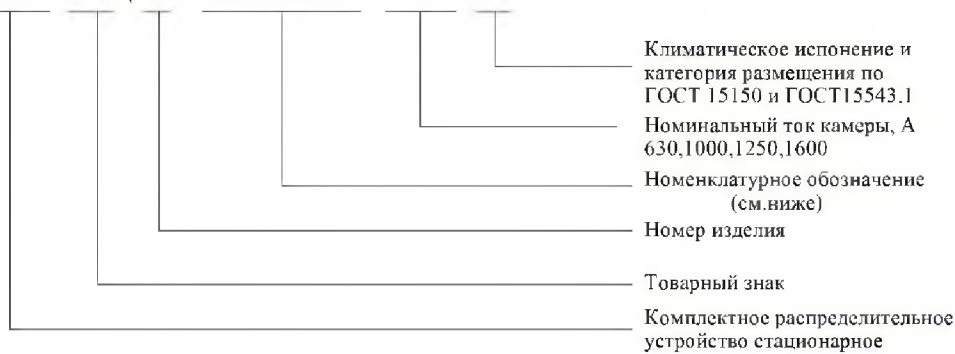 Климатическое испонение и
категория размещения по
ГОСТ 15150 и ГОСТ15543.1
Номинальный ток камеры, А
630,1000,1250,1600
Номенклатурное обозначение
(см.ниже)
Номер изделия
Товарный знак
Комплектное распределительное
устройство стационарное